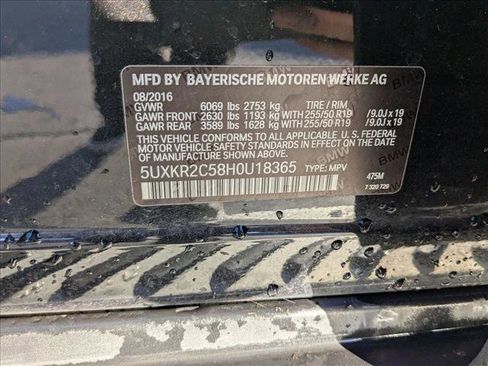 MFD BY BAYERISCHE MOTOREN WERKE AG
08/2016
GVWR 6069 lbs 2753 kg TIRE / RIM
GAWR FRONT 2630 lbs 1193 kg WITH 255/50 R19 / 9.0J x 19
GAWR REAR 3589 lbs 1628 kg WITH 255/50 R19 / 9.0J x 19
THIS VEHICLE CONFORMS TO ALL APPLICABLE U.S. FEDERAL
MOTOR VEHICLE SAFETY STANDARDS IN EFFECT ON THE DATE
OF MANUFACTURE SHOWN ABOVE.
5UXKR2C58H0U18365 TYPE: MPV
475M
7 320 729
BMW
BMW